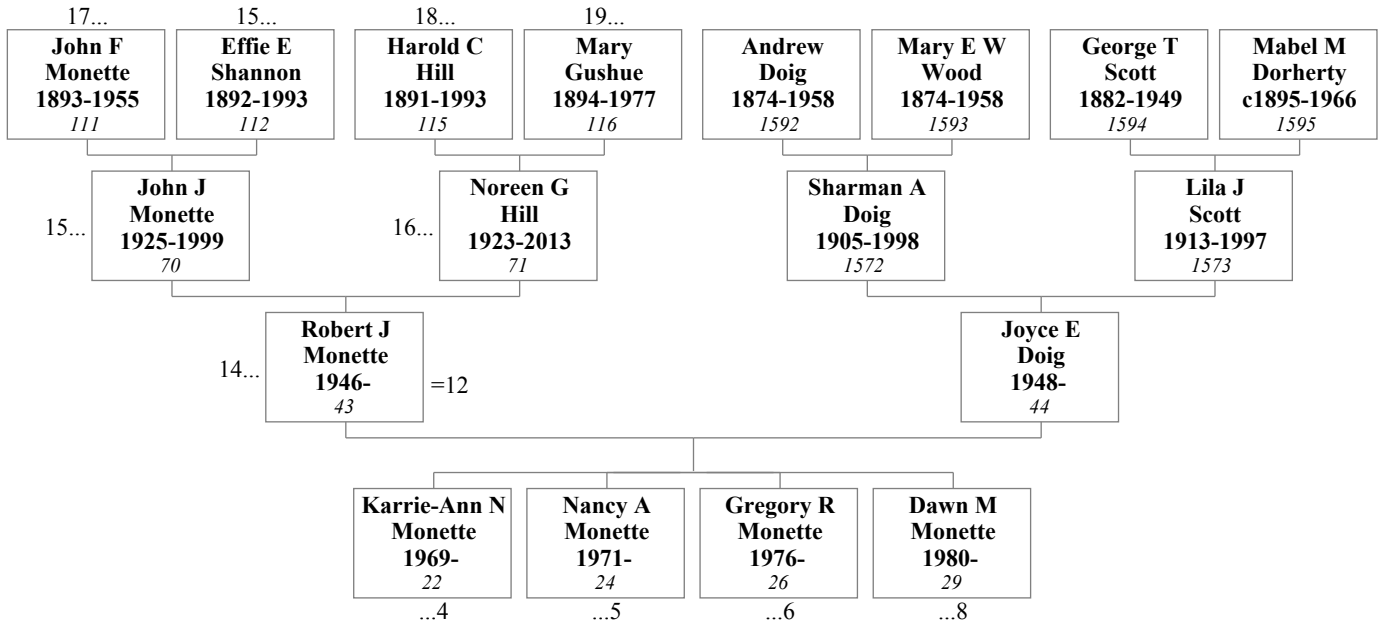 17...
15...
18...
19...
John F
Monette
1893-1955
111
Effie E
Shannon
1892-1993
112
Harold C
Hill
1891-1993
115
Mary
Gushue
1894-1977
116
Andrew
Doig
1874-1958
1592
Mary E W
Wood
1874-1958
1593
George T
Scott
1882-1949
1594
Mabel M
Dorherty
c1895-1966
1595
15...
John J
Monette
1925-1999
70
16...
Noreen G
Hill
1923-2013
71
Sharman A
Doig
1905-1998
1572
Lila J
Scott
1913-1997
1573
14...
Robert J
Monette
1946-
43
=12
Joyce E
Doig
1948-
44
Karrie-Ann N
Monette
1969-
22
...4
Nancy A
Monette
1971-
24
...5
Gregory R
Monette
1976-
26
...6
Dawn M
Monette
1980-
29
...8